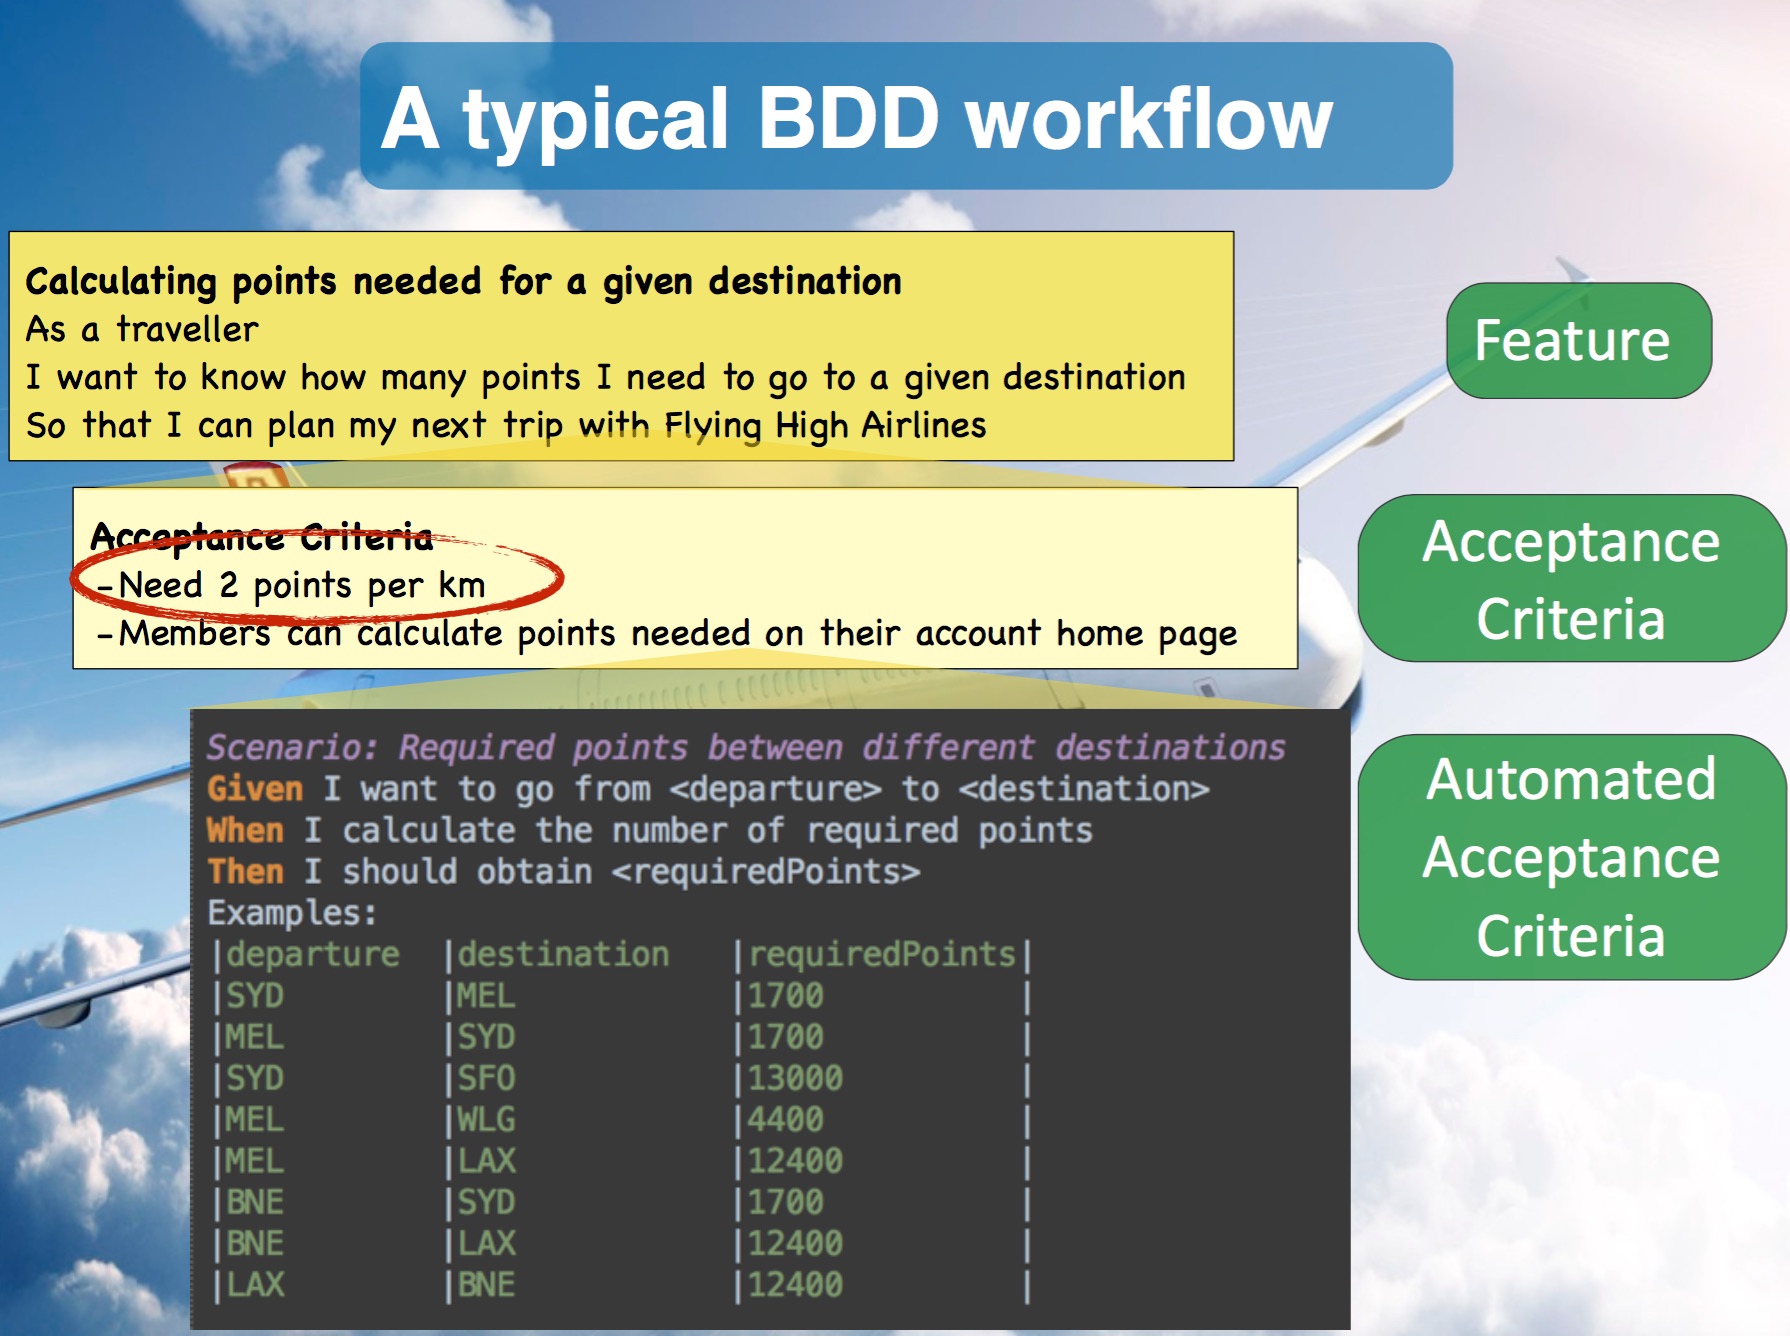 A typical BDD workflow
Calculating points needed for a given destination
As a traveller
I want to know how many points I need to go to a given destination
So that I can plan my next trip with Flying High Airlines
Feature
Acceptance Criteria
-Need 2 points per km
-Members can calculate points needed on their account home page
Acceptance
Criteria
Scenario: Required points between different destinations
Given I want to go from <departure> to <destination>
When I calculate the number of required points
Then I should obtain <requiredPoints>
Examples:
|departure |destination |requiredPoints|
|SYD |MEL |1700 |
|MEL |SYD |1700 |
|SYD |SFO |13000 |
|MEL |WLG |4400 |
|MEL |LAX |12400 |
|BNE |SYD |1700 |
|BNE |LAX |12400 |
|LAX |BNE |12400 |
Automated
Acceptance
Criteria